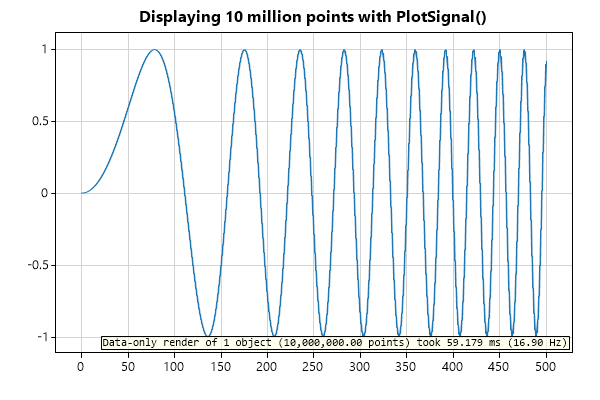 Displaying 10 million points with PlotSignal()
1
0.5
0
-0.5
-1
Data-only render of 1 object (10,000,000.00 points) took 59.179 ms (16.90 Hz)
0 50 100 150 200 250 300 350 400 450 500